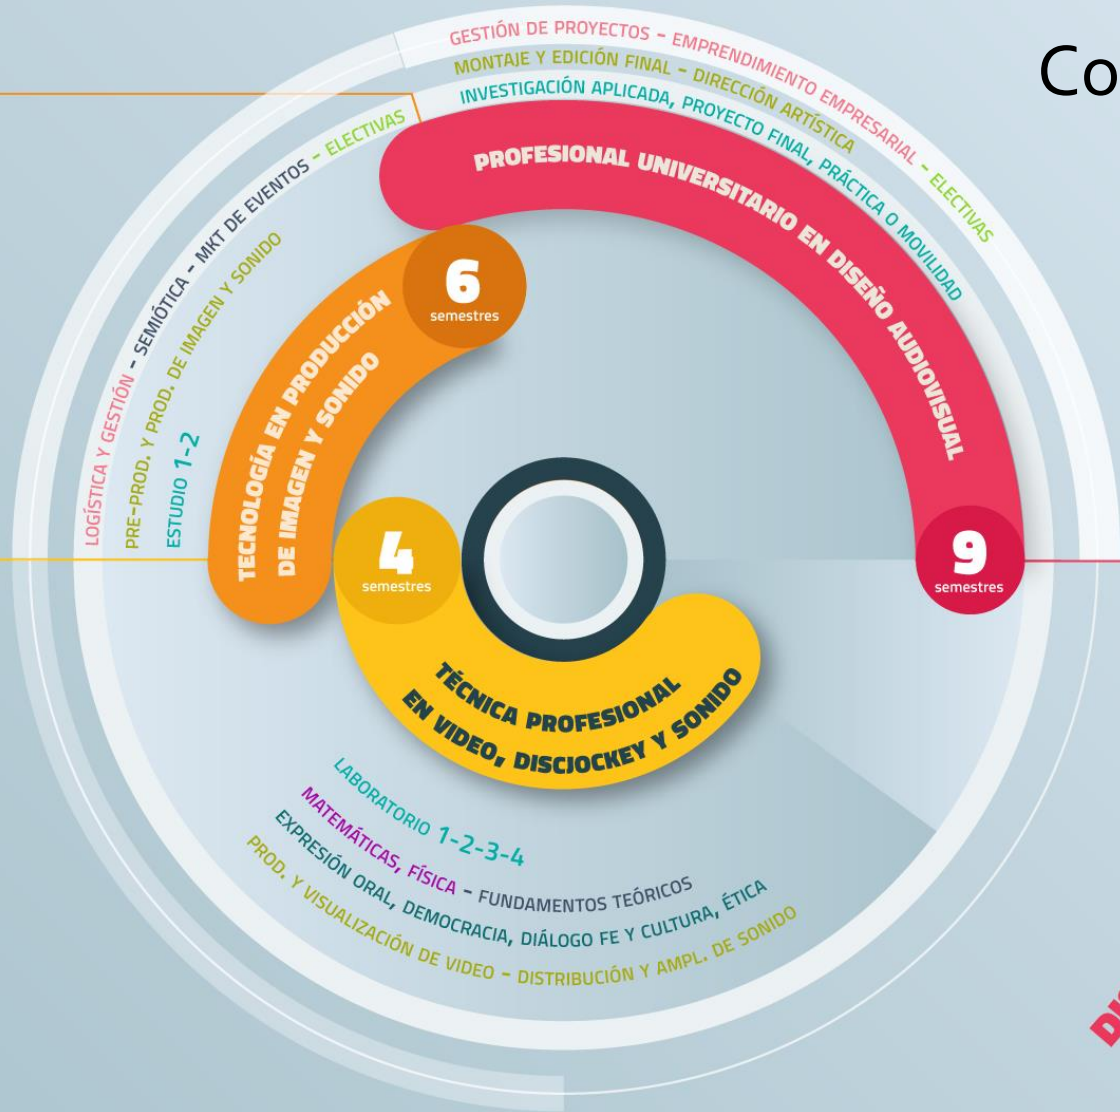 Co
GESTIÓN DE PROYECTOS - EMPRENDIMIENTO EMPRESARIAL - ELECTIVAS
MONTAJE Y EDICIÓN FINAL - DIRECCIÓN ARTÍSTICA
INVESTIGACIÓN APLICADA, PROYECTO FINAL, PRÁCTICA O MOVILIDAD
PROFESIONAL UNIVERSITARIO EN DISEÑO AUDIOVISUAL
9
semestres
LOGÍSTICA Y GESTIÓN - SEMIÓTICA - MKT DE EVENTOS - ELECTIVAS
PRE-PROD. Y PROD. DE IMAGEN Y SONIDO
ESTUDIO 1-2
TECNOLOGÍA EN PRODUCCIÓN
DE IMAGEN Y SONIDO
6
semestres
4
semestres
TÉCNICA PROFESIONAL
EN VIDEO, DISCJOCKEY Y SONIDO
LABORATORIO 1-2-3-4
MATEMÁTICAS, FÍSICA - FUNDAMENTOS TEÓRICOS
EXPRESIÓN ORAL, DEMOCRACIA, DIÁLOGO FE Y CULTURA, ÉTICA
PROD. Y VISUALIZACIÓN DE VIDEO - DISTRIBUCIÓN Y AMPL. DE SONIDO